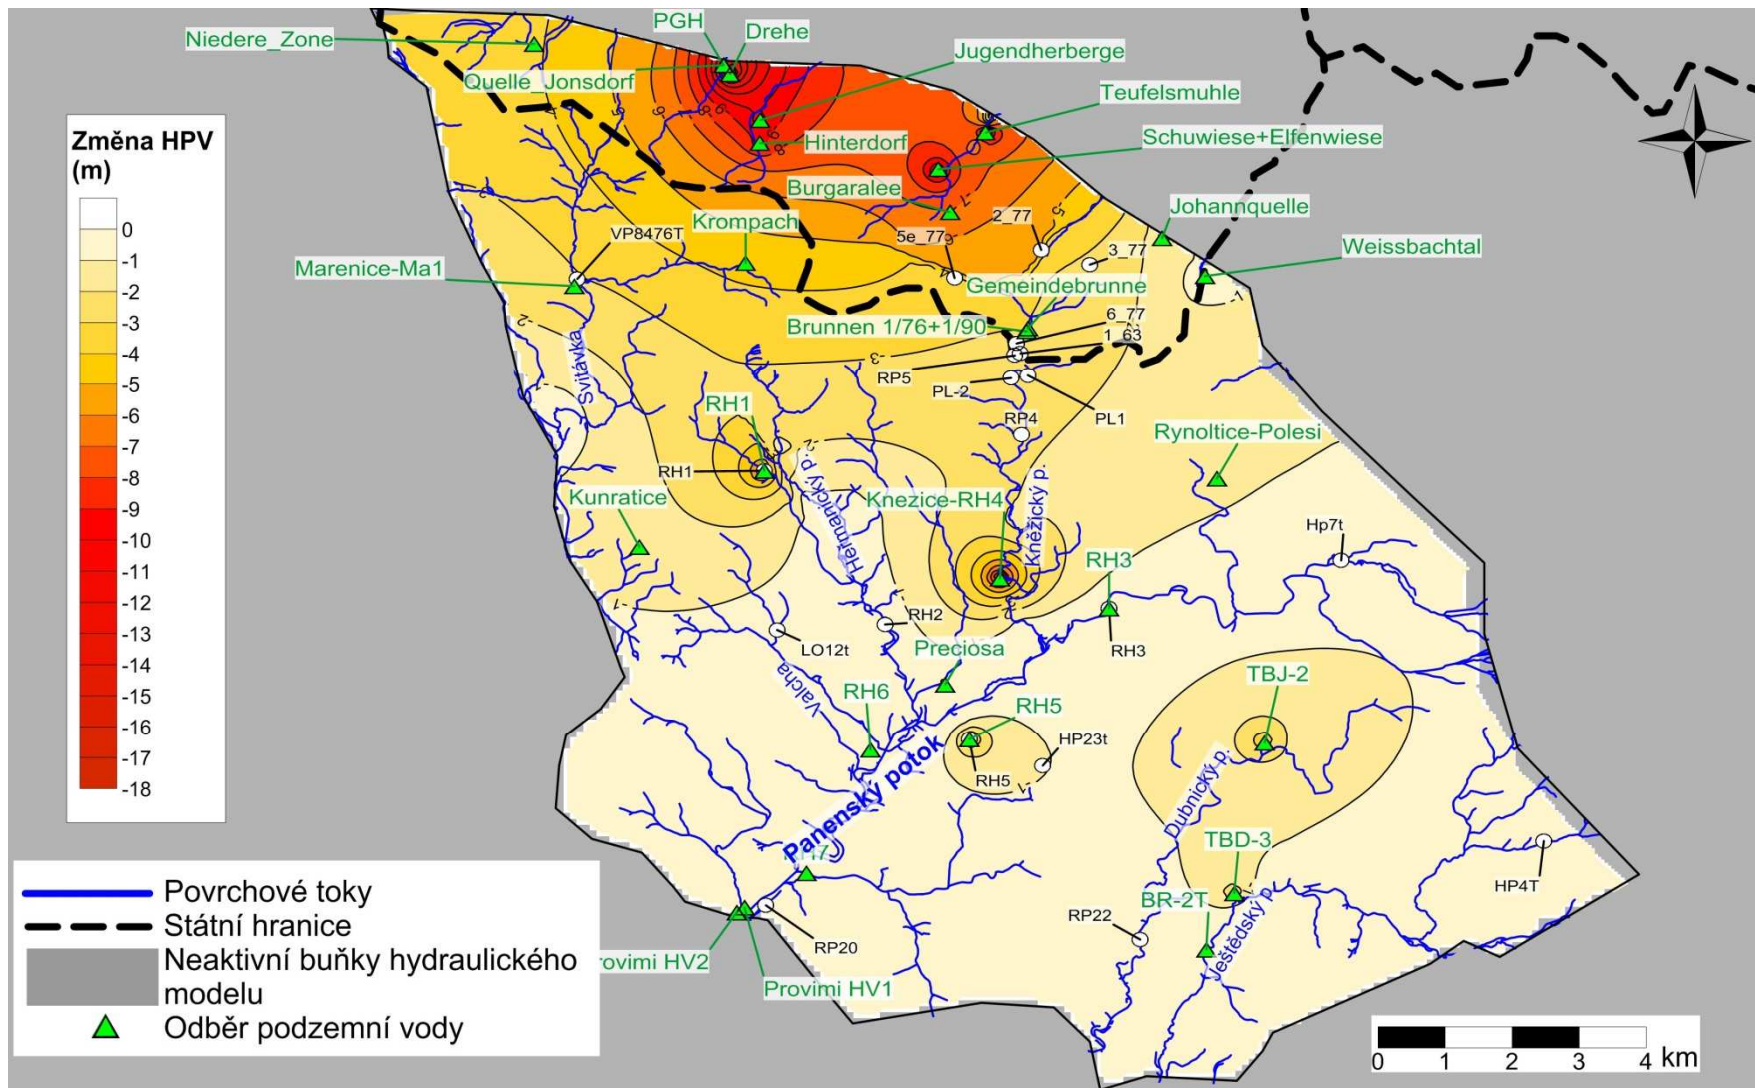 PGH
Drehe
Niedere_Zone
Jugendherberge
Quelle_Jonsdorf
Teufelsmuhle
Změna HPV
(m)
Hinterdorf
Schuwiese+Elfenwiese
Burgaralee
2_77
Johannquelle
0
-1
-2
-3
-4
-5
-6
-7
-8
-9
-10
-11
-12
-13
-14
-15
-16
-17
-18
Krompach
VP8476T
5e_77
3_77
Weissbachtal
Marenice-Ma1
Gemeindebrunne
6_77
Brunnen 1/76+1/90
1_63
Svitávka
RP5
PL-2
PL1
RH1
RP4
Rynoltice-Polesi
RH1
Heřmanický p.
Kněžický p.
Kunratice
Knezice-RH4
Hp7t
RH3
RH2
LO12t
RH3
Preciosa
Valcha
TBJ-2
RH6
RH5
HP23t
RH5
Dubnický p.
Panenský potok
RH7
TBD-3
HP4T
BR-2T
Ještědský p.
RP22
RP20
rovimi HV2
Provimi HV1
Povrchové toky
Státní hranice
Neaktivní buňky hydraulického
modelu
Odběr podzemní vody
0 1 2 3 4 km